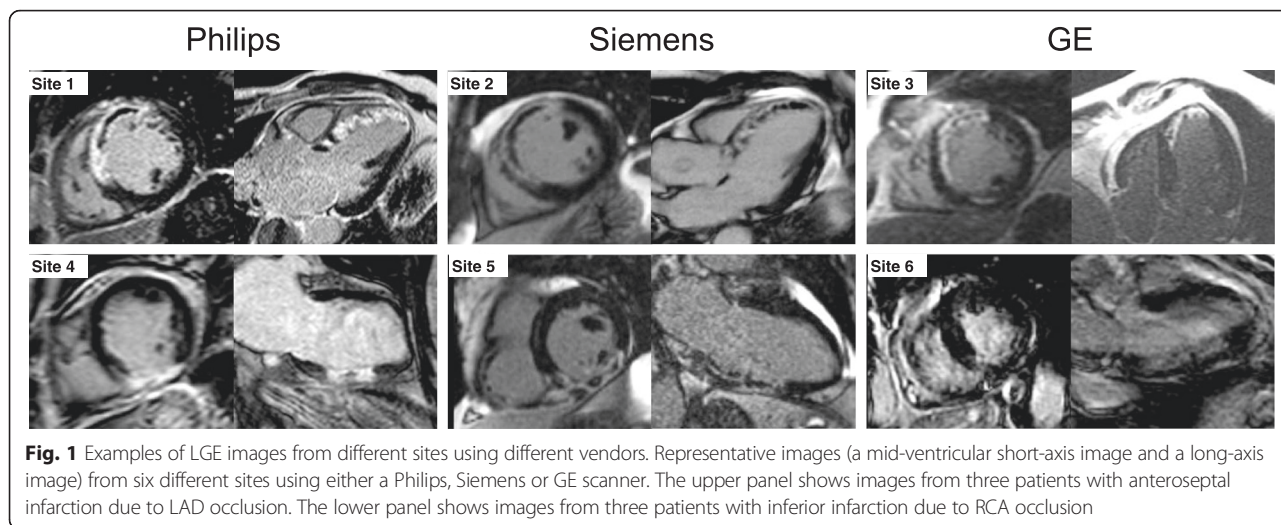 Philips
Siemens
GE
Site 1
Site 2
Site 3
Site 4
Site 5
Site 6
Fig. 1 Examples of LGE images from different sites using different vendors. Representative images (a mid-ventricular short-axis image and a long-axis
image) from six different sites using either a Philips, Siemens or GE scanner. The upper panel shows images from three patients with anteroseptal
infarction due to LAD occlusion. The lower panel shows images from three patients with inferior infarction due to RCA occlusion